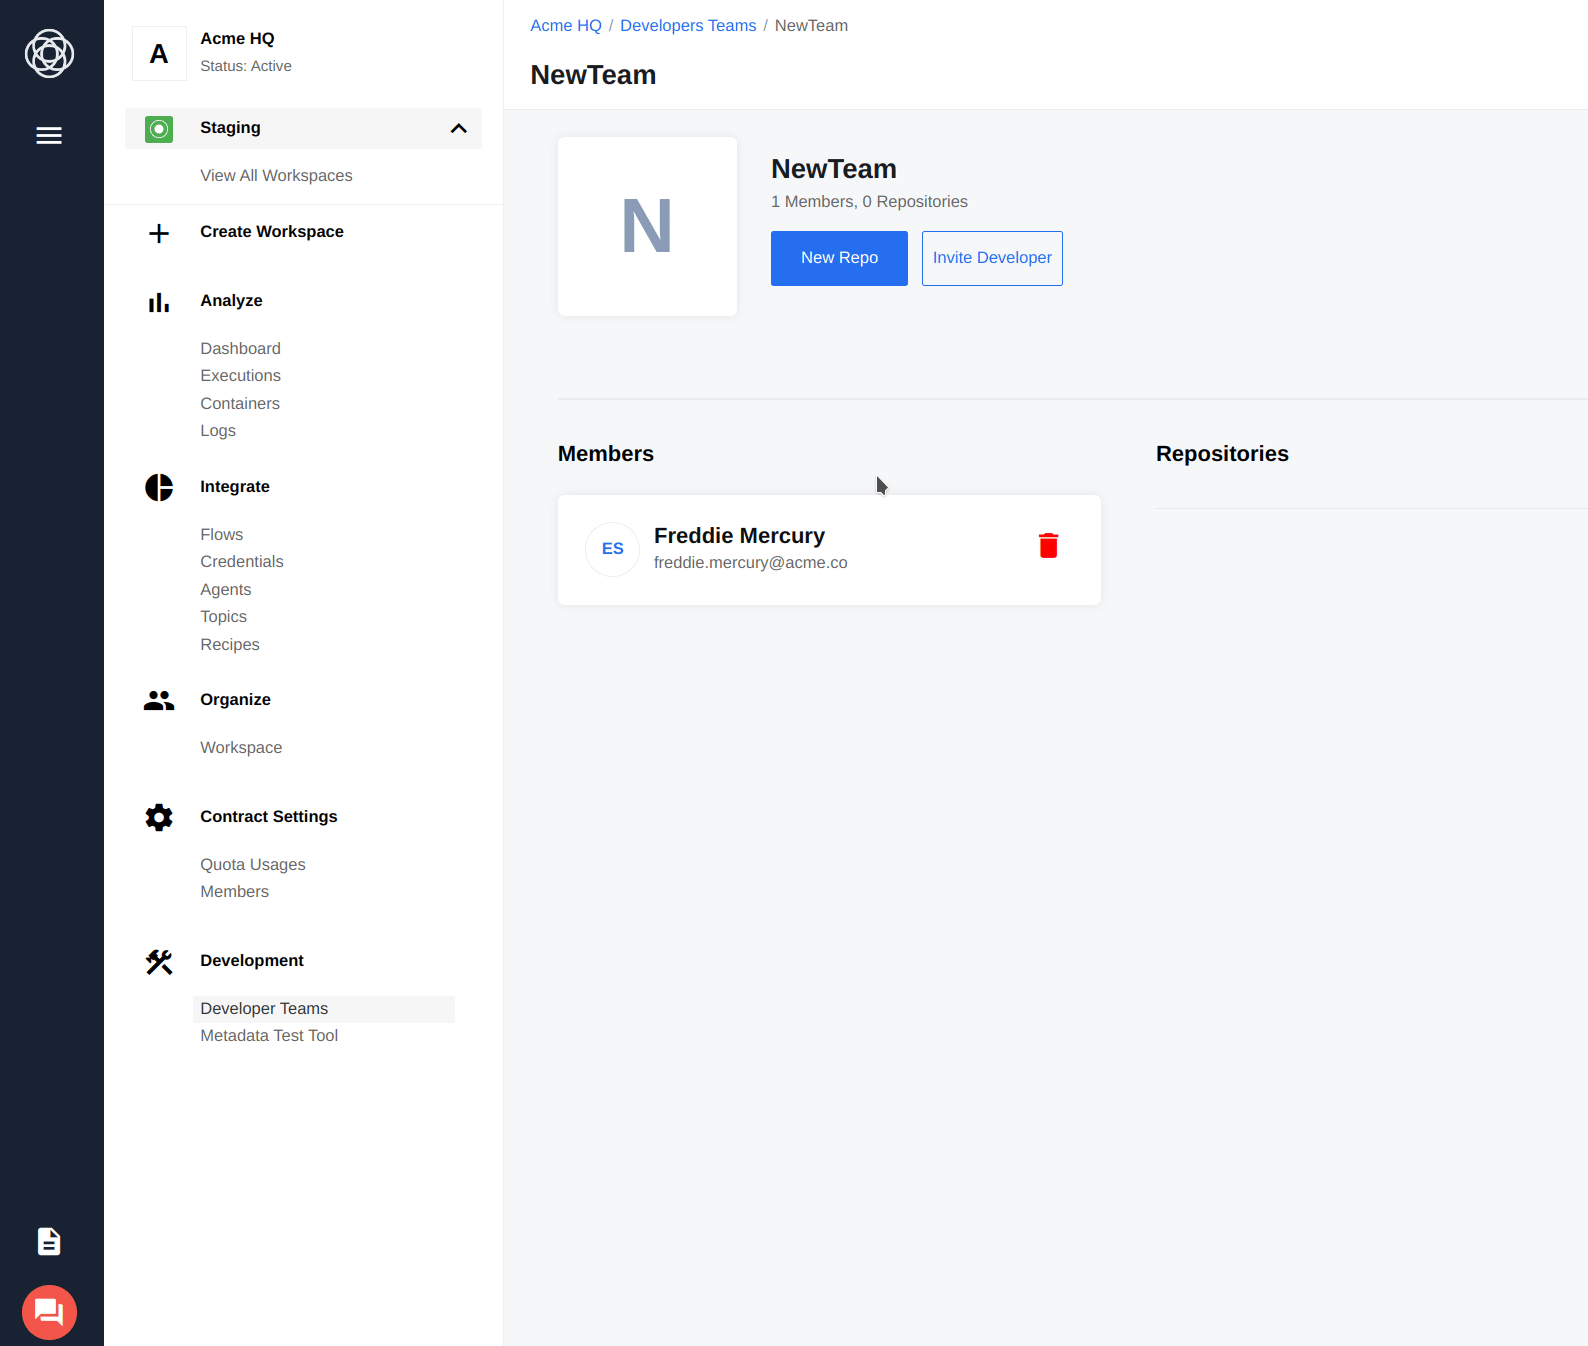 A
Acme HQ
Status: Active
Staging
View All Workspaces
Create Workspace
Analyze
Dashboard
Executions
Containers
Logs
Integrate
Flows
Credentials
Agents
Topics
Recipes
Organize
Workspace
Contract Settings
Quota Usages
Members
Development
Developer Teams
Metadata Test Tool
Acme HQ / Developers Teams / NewTeam
NewTeam
N
NewTeam
1 Members, 0 Repositories
New Repo
Invite Developer
Members
ES
Freddie Mercury
freddie.mercury@acme.co
Repositories